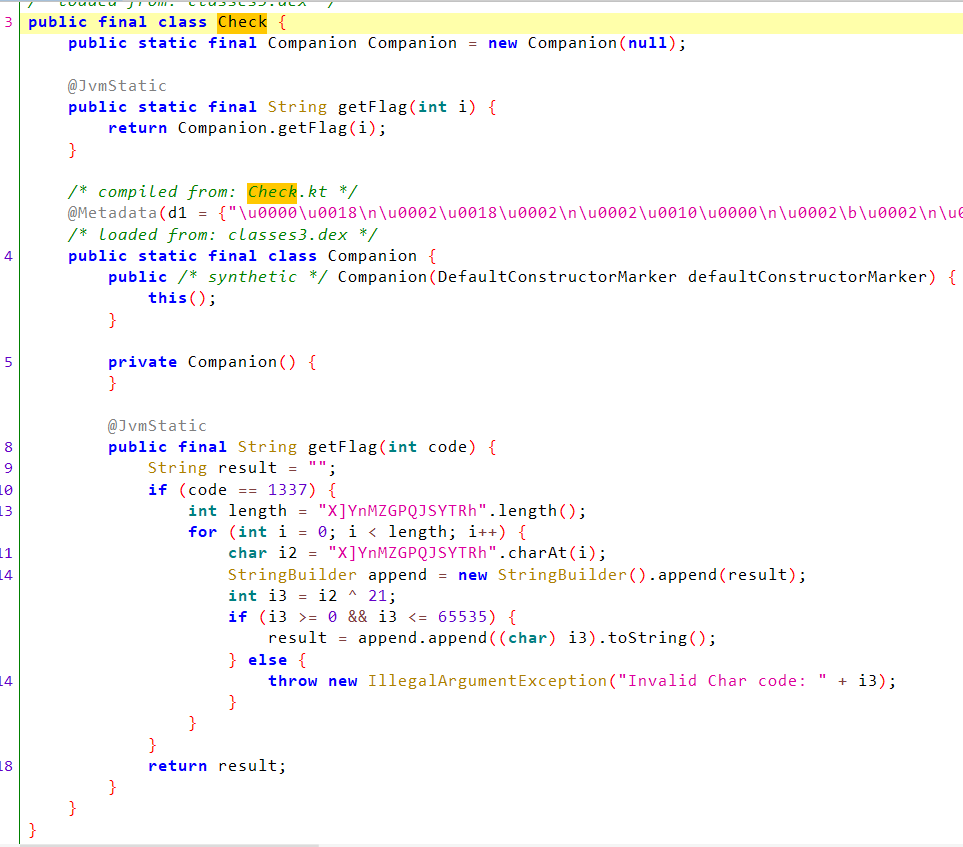 /* loaded from: classes3.dex */
3 public final class Check {
public static final Companion Companion = new Companion(null);
@JvmStatic
public static final String getFlag(int i) {
return Companion.getFlag(i);
}
/* compiled from: Check.kt */
@Metadata(d1 = {"\u0000\u0018\n\u0002\u0018\u0002\n\u0002\u0010\u0000\n\u0002\b\u0002\n\u0
/* loaded from: classes3.dex */
4 public static final class Companion {
public /* synthetic */ Companion(DefaultConstructorMarker defaultConstructorMarker) {
this();
}
5 private Companion() {
}
@JvmStatic
8 public final String getFlag(int code) {
9 String result = "";
10 if (code == 1337) {
13 int length = "X]YnMZGPQJSYTRh".length();
for (int i = 0; i < length; i++) {
11 char i2 = "X]YnMZGPQJSYTRh".charAt(i);
14 StringBuilder append = new StringBuilder().append(result);
int i3 = i2 ^ 21;
if (i3 >= 0 && i3 <= 65535) {
result = append.append((char) i3).toString();
} else {
14 throw new IllegalArgumentException("Invalid Char code: " + i3);
}
}
}
18 return result;
}
}
}